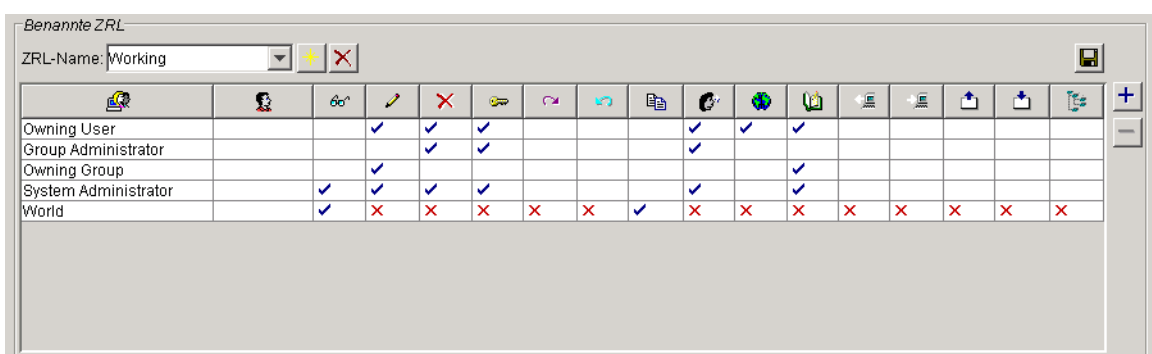 Benannte ZRL
ZRL-Name: Working
Owning User
Group Administrator
Owning Group
System Administrator
World